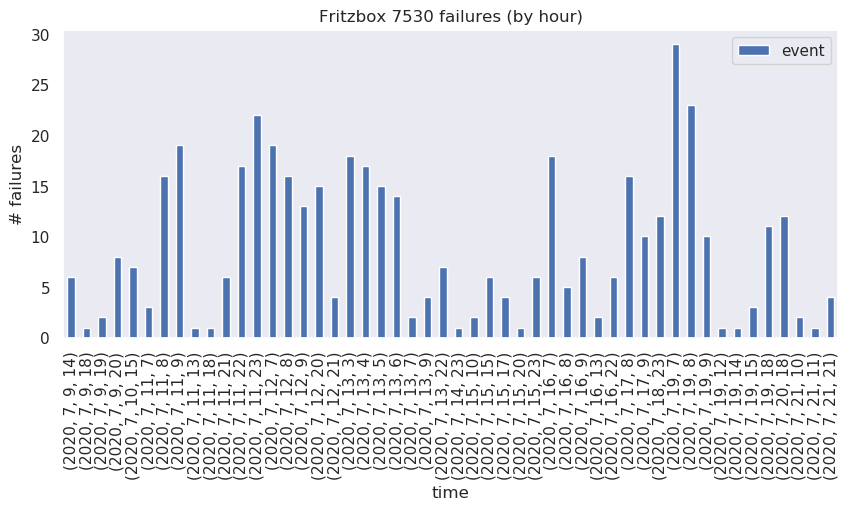 Fritzbox 7530 failures (by hour)
event
# failures
30
25
20
15
10
5
0
(2020, 7, 9, 14)
(2020, 7, 9, 18)
(2020, 7, 9, 19)
(2020, 7, 9, 20)
(2020, 7, 10, 15)
(2020, 7, 11, 7)
(2020, 7, 11, 8)
(2020, 7, 11, 9)
(2020, 7, 11, 13)
(2020, 7, 11, 18)
(2020, 7, 11, 21)
(2020, 7, 11, 22)
(2020, 7, 11, 23)
(2020, 7, 12, 7)
(2020, 7, 12, 8)
(2020, 7, 12, 9)
(2020, 7, 12, 20)
(2020, 7, 12, 21)
(2020, 7, 13, 3)
(2020, 7, 13, 4)
(2020, 7, 13, 5)
(2020, 7, 13, 6)
(2020, 7, 13, 7)
(2020, 7, 13, 9)
(2020, 7, 13, 22)
(2020, 7, 14, 23)
(2020, 7, 15, 10)
(2020, 7, 15, 15)
(2020, 7, 15, 17)
(2020, 7, 15, 20)
(2020, 7, 15, 23)
(2020, 7, 16, 7)
(2020, 7, 16, 8)
(2020, 7, 16, 9)
(2020, 7, 16, 13)
(2020, 7, 16, 22)
(2020, 7, 17, 8)
(2020, 7, 17, 9)
(2020, 7, 18, 23)
(2020, 7, 19, 7)
(2020, 7, 19, 8)
(2020, 7, 19, 9)
(2020, 7, 19, 12)
(2020, 7, 19, 14)
(2020, 7, 19, 15)
(2020, 7, 19, 18)
(2020, 7, 20, 18)
(2020, 7, 21, 10)
(2020, 7, 21, 11)
(2020, 7, 21, 21)
time